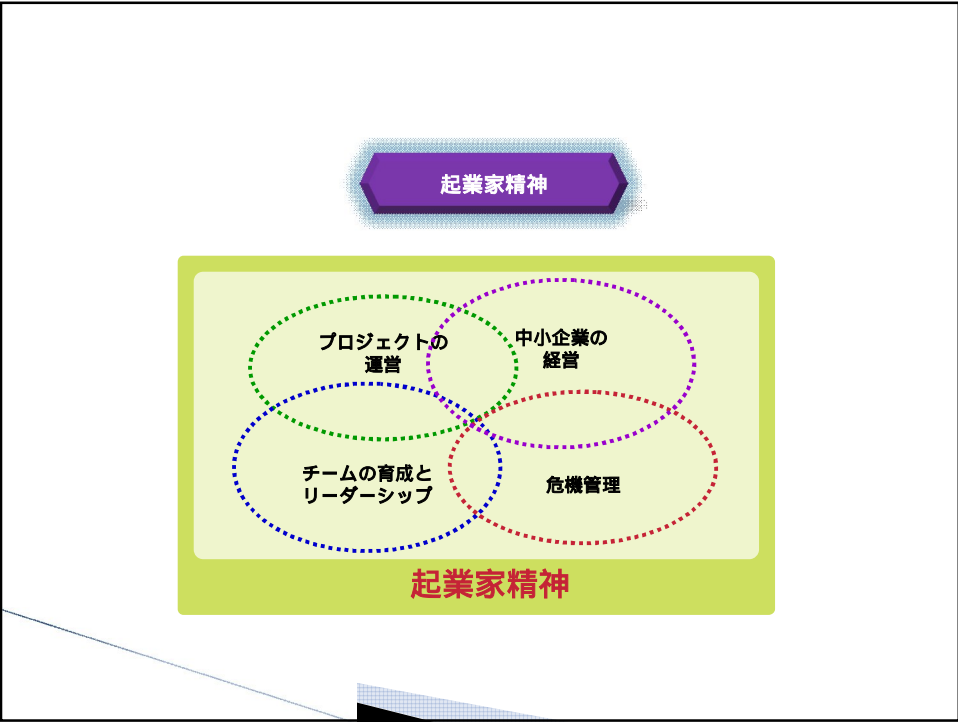 起業家精神
プロジェクトの
運営
中小企業の
経営
チームの育成と
リーダーシップ
危機管理
起業家精神